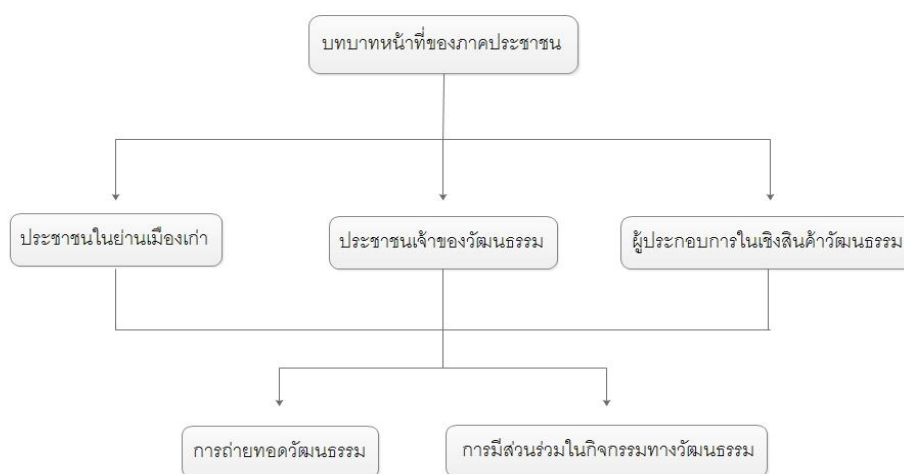 บทบาทหน้าที่ของภาคประชาชน
ประชาชนในย่านเมืองเก่า
ประชาชนเจ้าของวัฒนธรรม
ผู้ประกอบการในเชิงสินค้าวัฒนธรรม
การถ่ายทอดวัฒนธรรม
การมีส่วนร่วมในกิจกรรมทางวัฒนธรรม